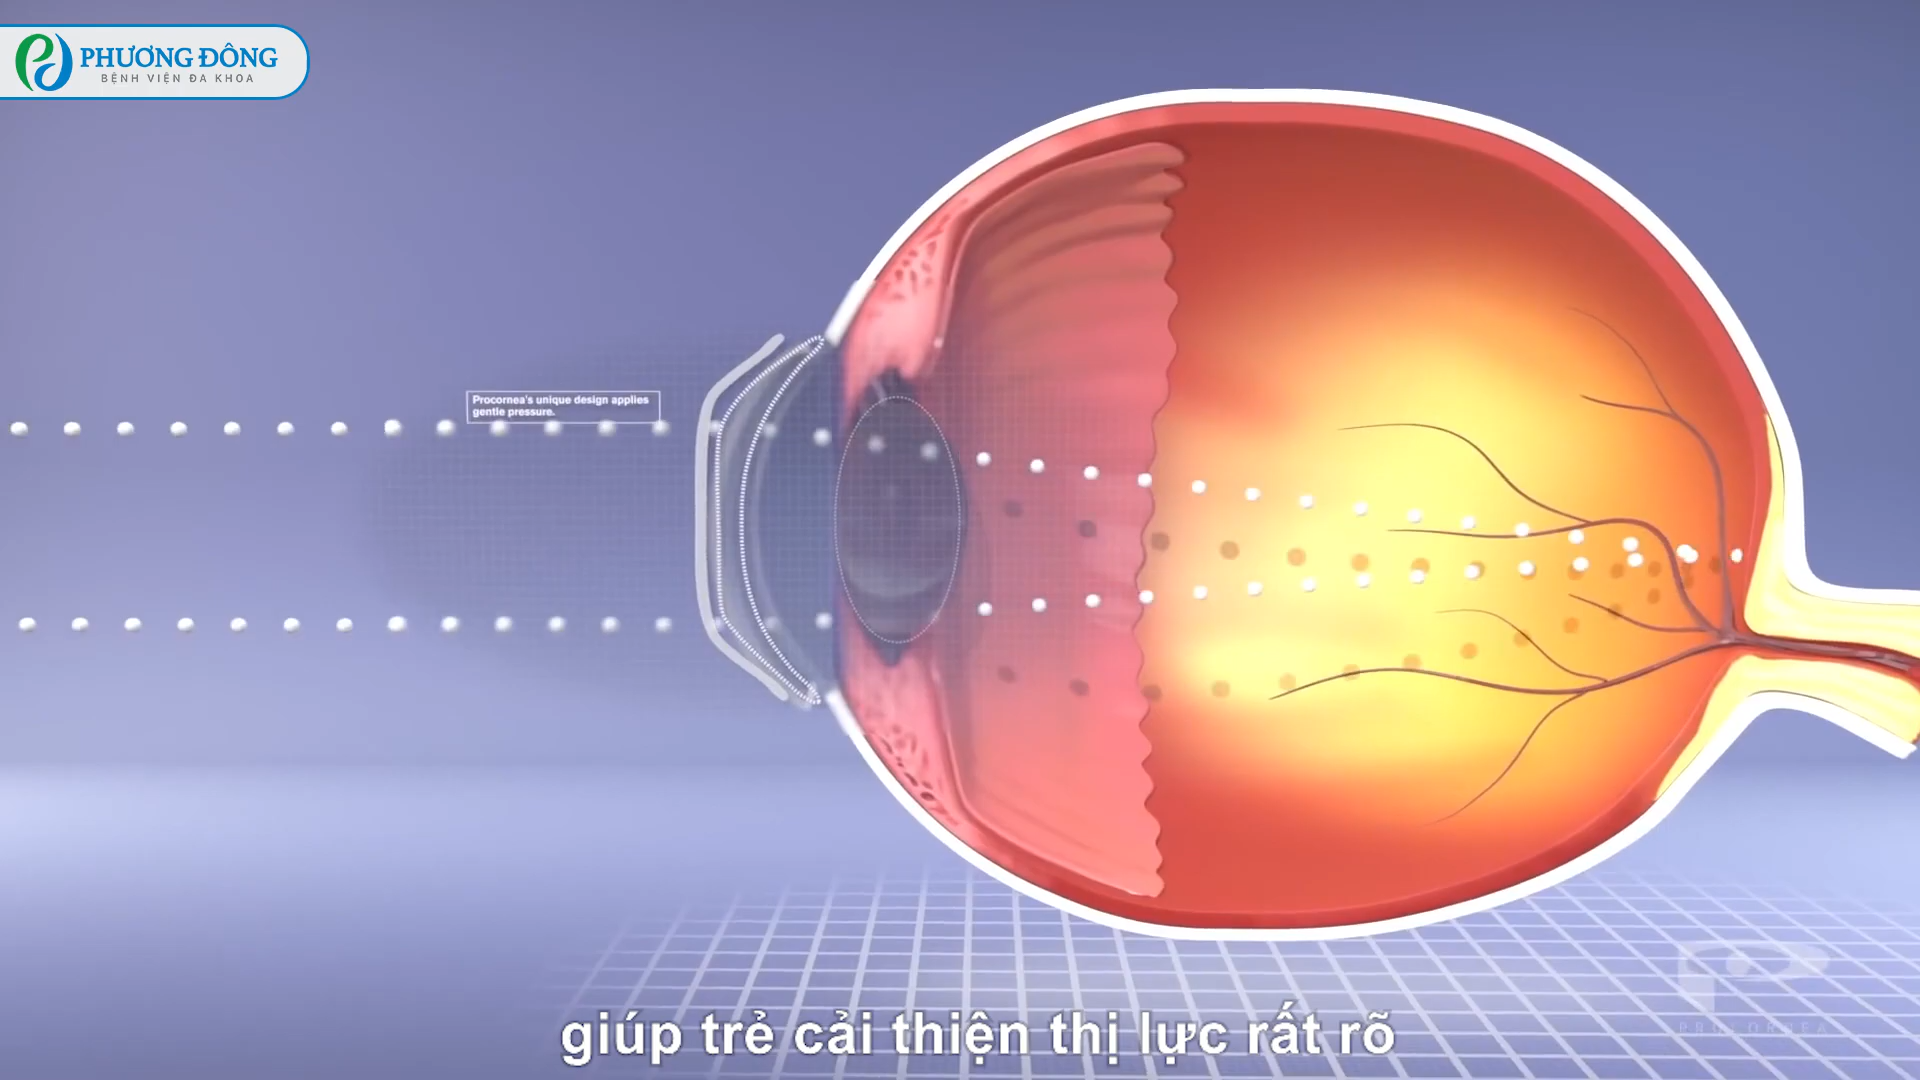 PHƯƠNG ĐÔNG
BỆNH VIỆN ĐA KHOA
Procornea's unique design applies
gentle pressure.
PROCORNEA
giúp trẻ cải thiện thị lực rất rõ